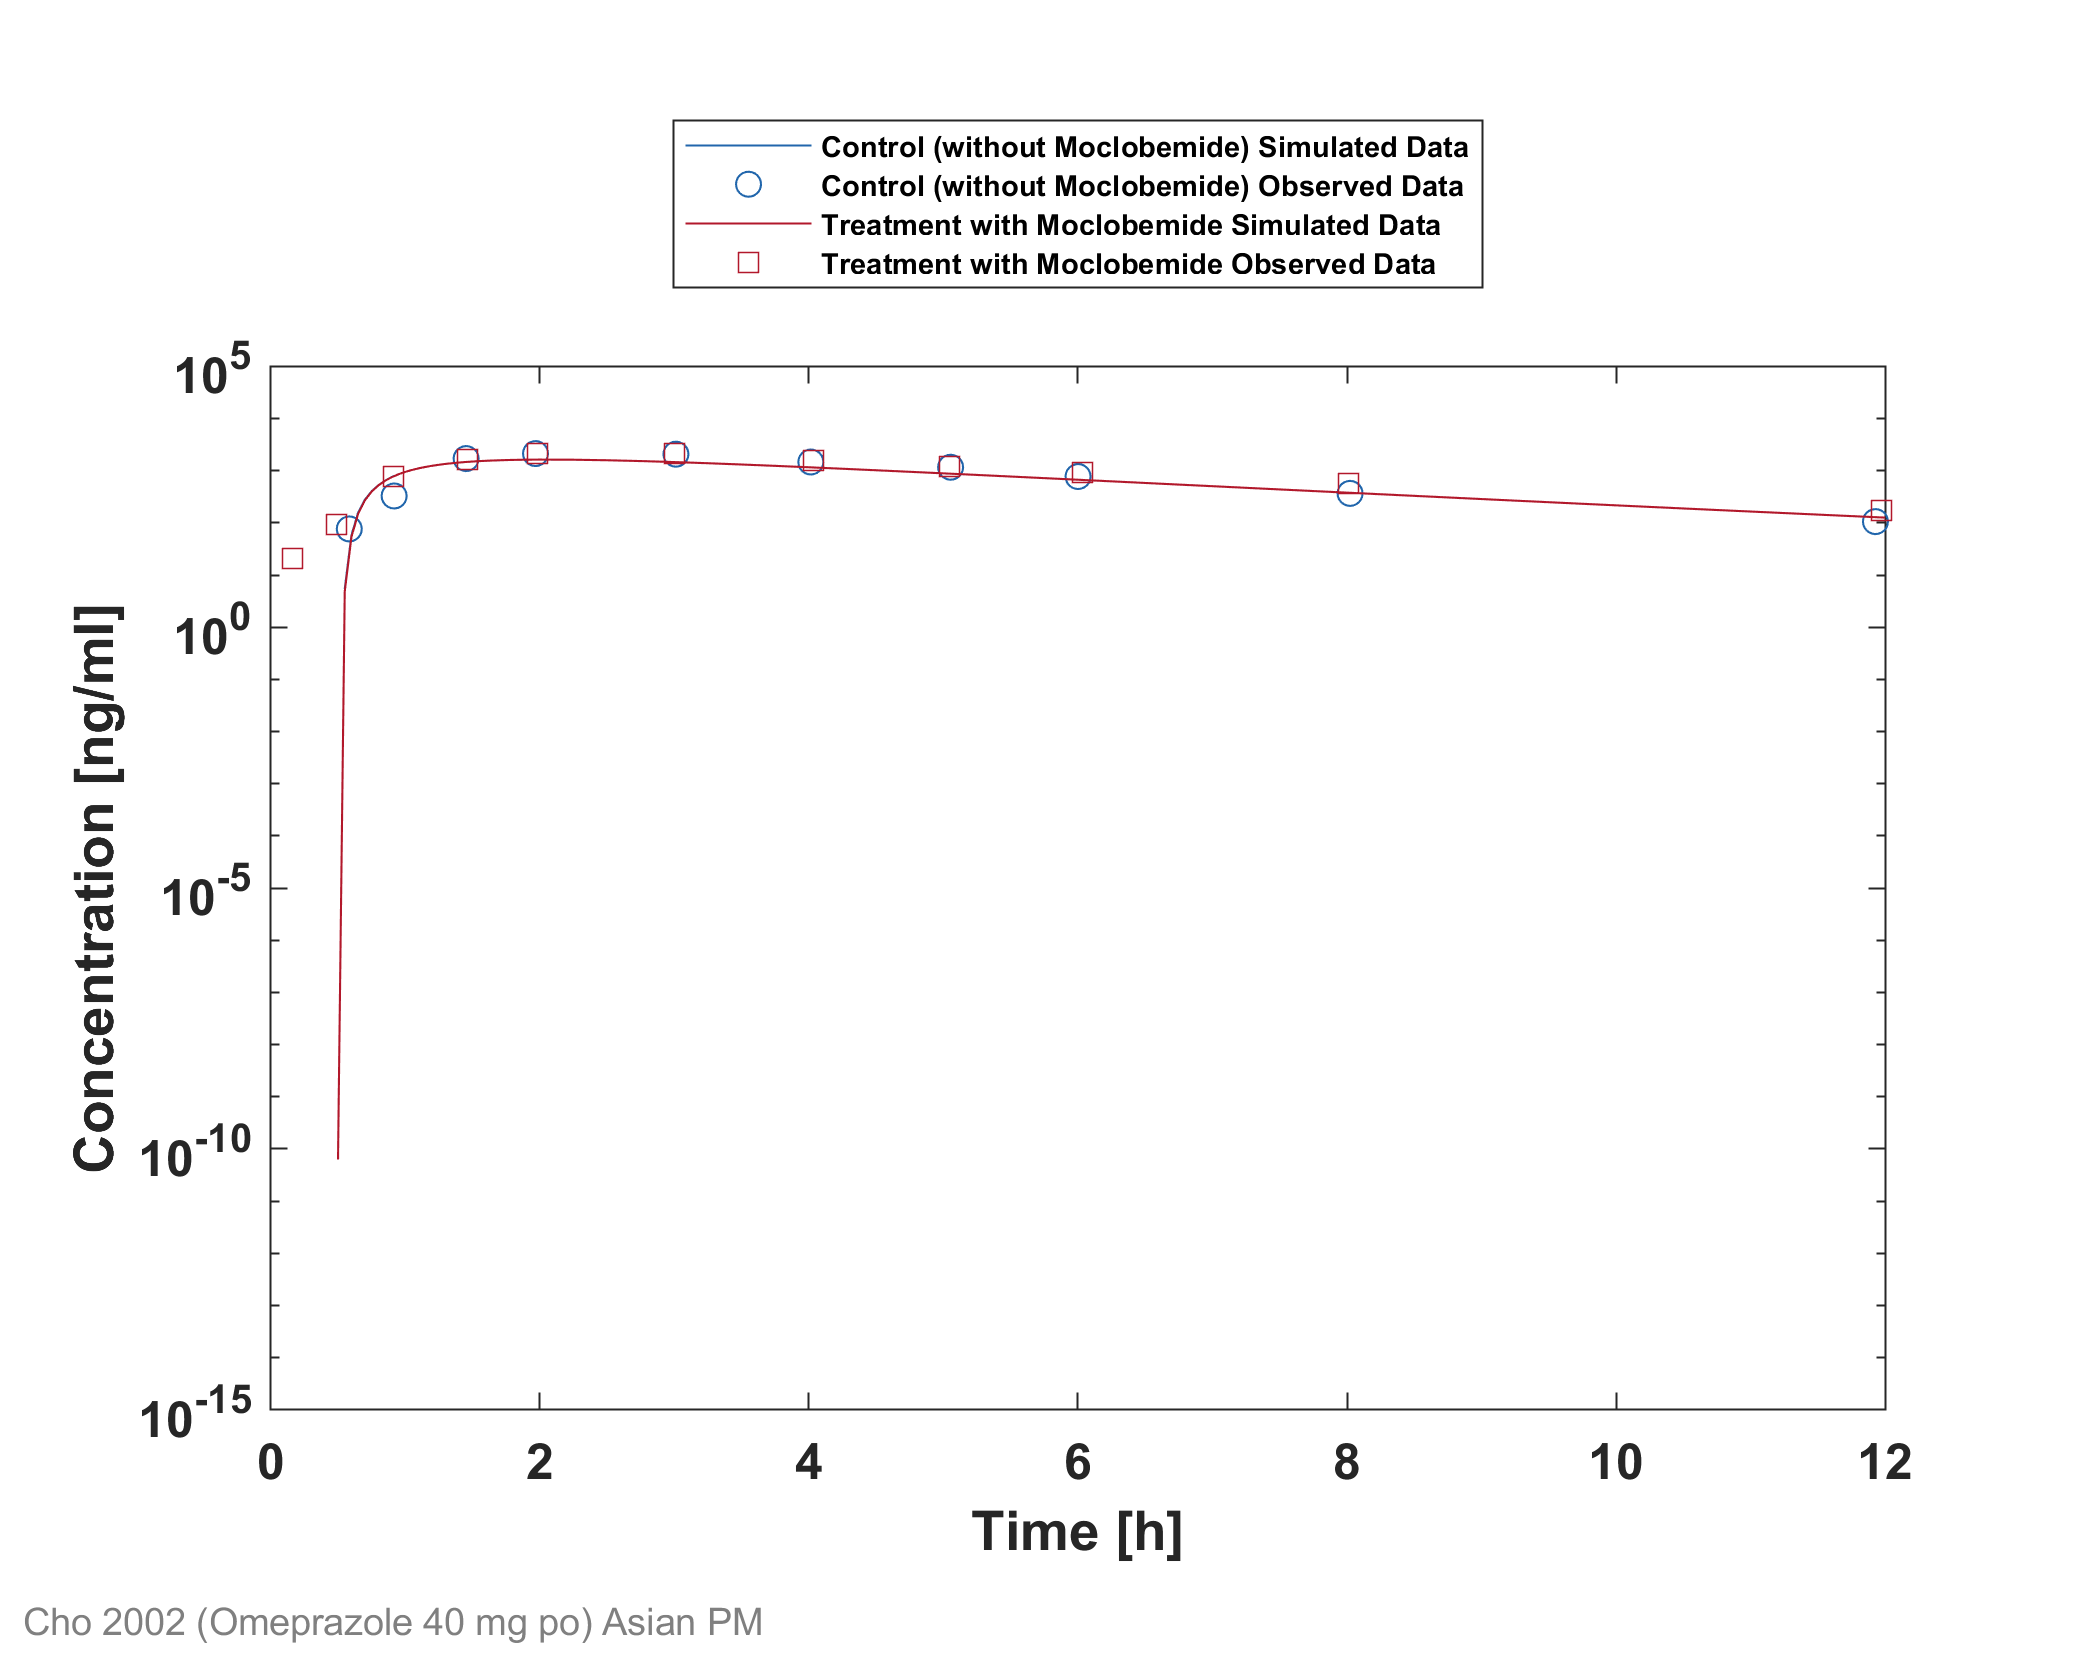 Control (without Moclobemide) Simulated Data
Control (without Moclobemide) Observed Data
Treatment with Moclobemide Simulated Data
Treatment with Moclobemide Observed Data
10^5
10^0
10^-5
10^-10
10^-15
Concentration [ng/ml]
0 2 4 6 8 10 12
Time [h]
Cho 2002 (Omeprazole 40 mg po) Asian PM